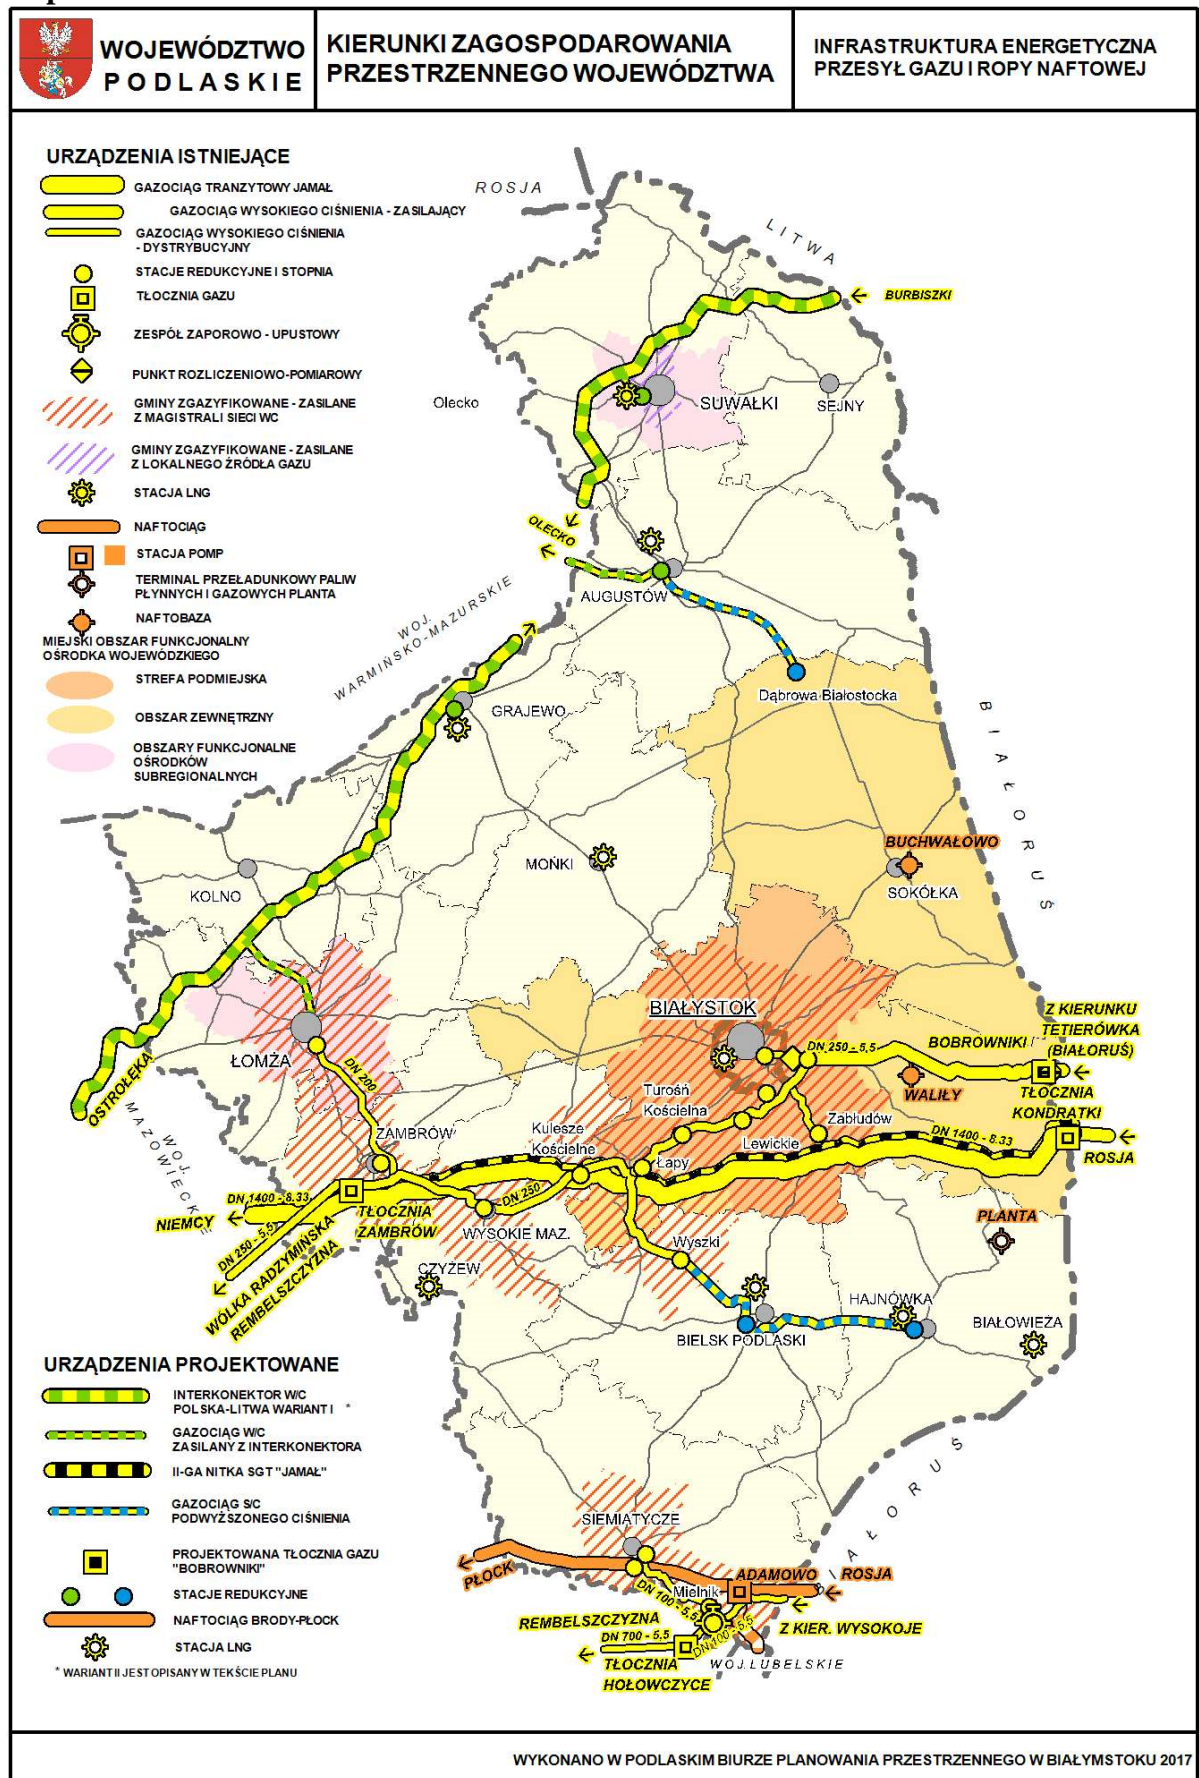 WOJEWÓDZTWO
PODLASKIE
KIERUNKI ZAGOSPODAROWANIA
PRZESTRZENNEGO WOJEWÓDZTWA
INFRASTRUKTURA ENERGETYCZNA
PRZESYŁ GAZU I ROPY NAFTOWEJ
URZĄDZENIA ISTNIEJĄCE
GAZOCIĄG TRANZYTOWY JAMAŁ
GAZOCIĄG WYSOKIEGO CIŚNIENIA - ZASILAJĄCY
GAZOCIĄG WYSOKIEGO CIŚNIENIA
- DYSTRYBUCYJNY
STACJE REDUKCYJNE I STOPNIA
TŁOCZNIA GAZU
ZESPÓŁ ZAPOROWO - UPUSTOWY
PUNKT ROZLICZENIOWO-POMIAROWY
GMINY ZGAZYFIKOWANE - ZASILANE
Z MAGISTRALI SIECI WC
GMINY ZGAZYFIKOWANE - ZASILANE
Z LOKALNEGO ŹRÓDŁA GAZU
STACJA LNG
NAFTOCIĄG
STACJA POMP
TERMINAL PRZEŁADUNKOWY PALIW
PŁYNNYCH I GAZOWYCH PLANTA
NAFTOBAZA
MIEJSKI OBSZAR FUNKCJONALNY
OŚRODKA WOJEWÓDZKIEGO
STREFA PODMIEJSKA
OBSZAR ZEWNĘTRZNY
OBSZARY FUNKCJONALNE
OŚRODKÓW
SUBREGIONALNYCH
ROSJA
LITWA
BURBISZKI
Olecko
SUWAŁKI
SEJNY
OLECKO
AUGUSTÓW
WOJ.
WARMIŃSKO-MAZURSKIE
Dąbrowa Białostocka
GRAJEWO
BIAŁORUŚ
BUCHWAŁOWO
MOŃKI
SOKÓŁKA
KOLNO
BIAŁYSTOK
Z KIERUNKU
TETIERÓWKA
(BIAŁORUŚ)
BOBROWNIKI
DN 250 - 5,5
ŁOMŻA
DN 200
OSTROŁĘKA
WALIŁY
TŁOCZNIA
KONDRATKI
Turośń
Kościelna
WOJ.
MAZOWIECKIE
ZAMBRÓW
Kulesze
Kościelne
Lewickie
Zabłudów
DN 1400 - 8.33
ROSJA
Łapy
DN 1400 - 8.33
NIEMCY
DN 250
TŁOCZNIA
ZAMBRÓW
WYSOKIE MAZ.
PLANTA
DN 250 - 5,5
WÓLKA RADZYMIŃSKA
REMBELSZCZYZNA
Wyszki
CZYŻEW
HAJNÓWKA
BIAŁOWIEŻA
BIELSK PODLASKI
URZĄDZENIA PROJEKTOWANE
INTERKONEKTOR W/C
POLSKA-LITWA WARIANT I *
GAZOCIĄG W/C
ZASILANY Z INTERKONEKTORA
II-GA NITKA SGT "JAMAŁ"
GAZOCIĄG S/C
PODWYŻSZONEGO CIŚNIENIA
PROJEKTOWANA TŁOCZNIA GAZU
"BOBROWNIKI"
STACJE REDUKCYJNE
NAFTOCIĄG BRODY-PŁOCK
STACJA LNG
* WARIANT II JEST OPISANY W TEKŚCIE PLANU
BIAŁORUŚ
SIEMIATYCZE
PŁOCK
ADAMOWO
ROSJA
Mielnik
DN 100 - 5,5
REMBELSZCZYZNA
Z KIER. WYSOKOJE
DN 700 - 5,5
DN 100 - 5,5
TŁOCZNIA
HOŁOWCZYCE
WOJ. LUBELSKIE
WYKONANO W PODLASKIM BIURZE PLANOWANIA PRZESTRZENNEGO W BIAŁYMSTOKU 2017